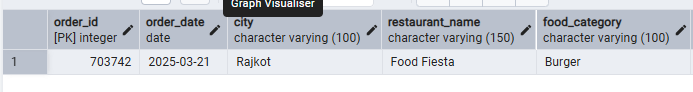 Graph Visualiser
order_id
[PK] integer
order_date
date
city
character varying (100)
restaurant_name
character varying (150)
food_category
character varying (100)
1 703742 2025-03-21 Rajkot Food Fiesta Burger